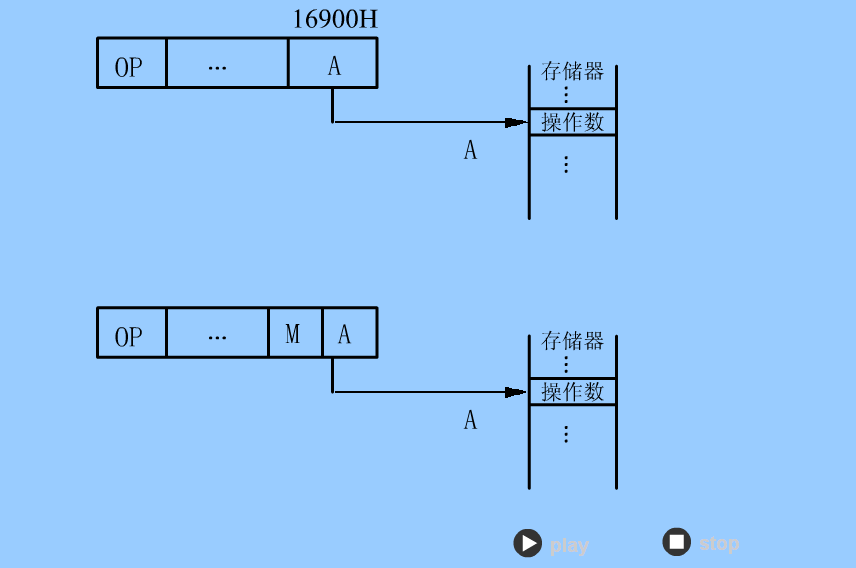 16900H
OP ... A
存储器
⋮
操作数
A
⋮
OP ... M A
存储器
⋮
操作数
A
⋮
play stop